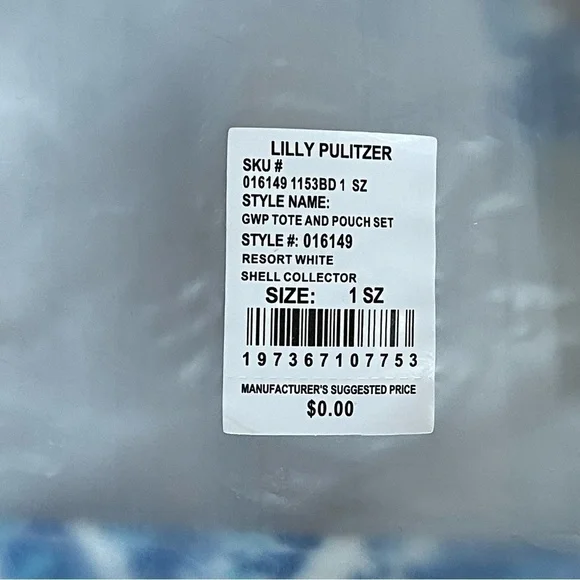 LILLY PULITZER
SKU #
016149 1153BD 1 SZ
STYLE NAME:
GWP TOTE AND POUCH SET
STYLE #: 016149
RESORT WHITE
SHELL COLLECTOR
SIZE: 1 SZ
197367107753
MANUFACTURER'S SUGGESTED PRICE
$0.00